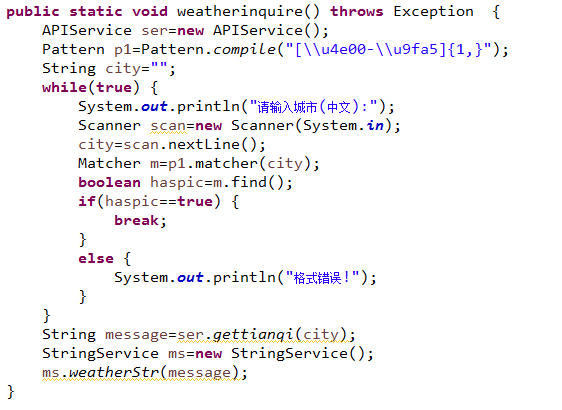 public static void weatherinquire() throws Exception  {
    APIService ser=new APIService();
    Pattern p1=Pattern.compile("[\\u4e00-\\u9fa5]{1,}");
    String city="";
    while(true) {
        System.out.println("请输入城市(中文):");
        Scanner scan=new Scanner(System.in);
        city=scan.nextLine();
        Matcher m=p1.matcher(city);
        boolean haspic=m.find();
        if(haspic==true) {
            break;
        }
        else {
            System.out.println("格式错误!");
        }
    }
    String message=ser.gettianqi(city);
    StringService ms=new StringService();
    ms.weatherStr(message);
}